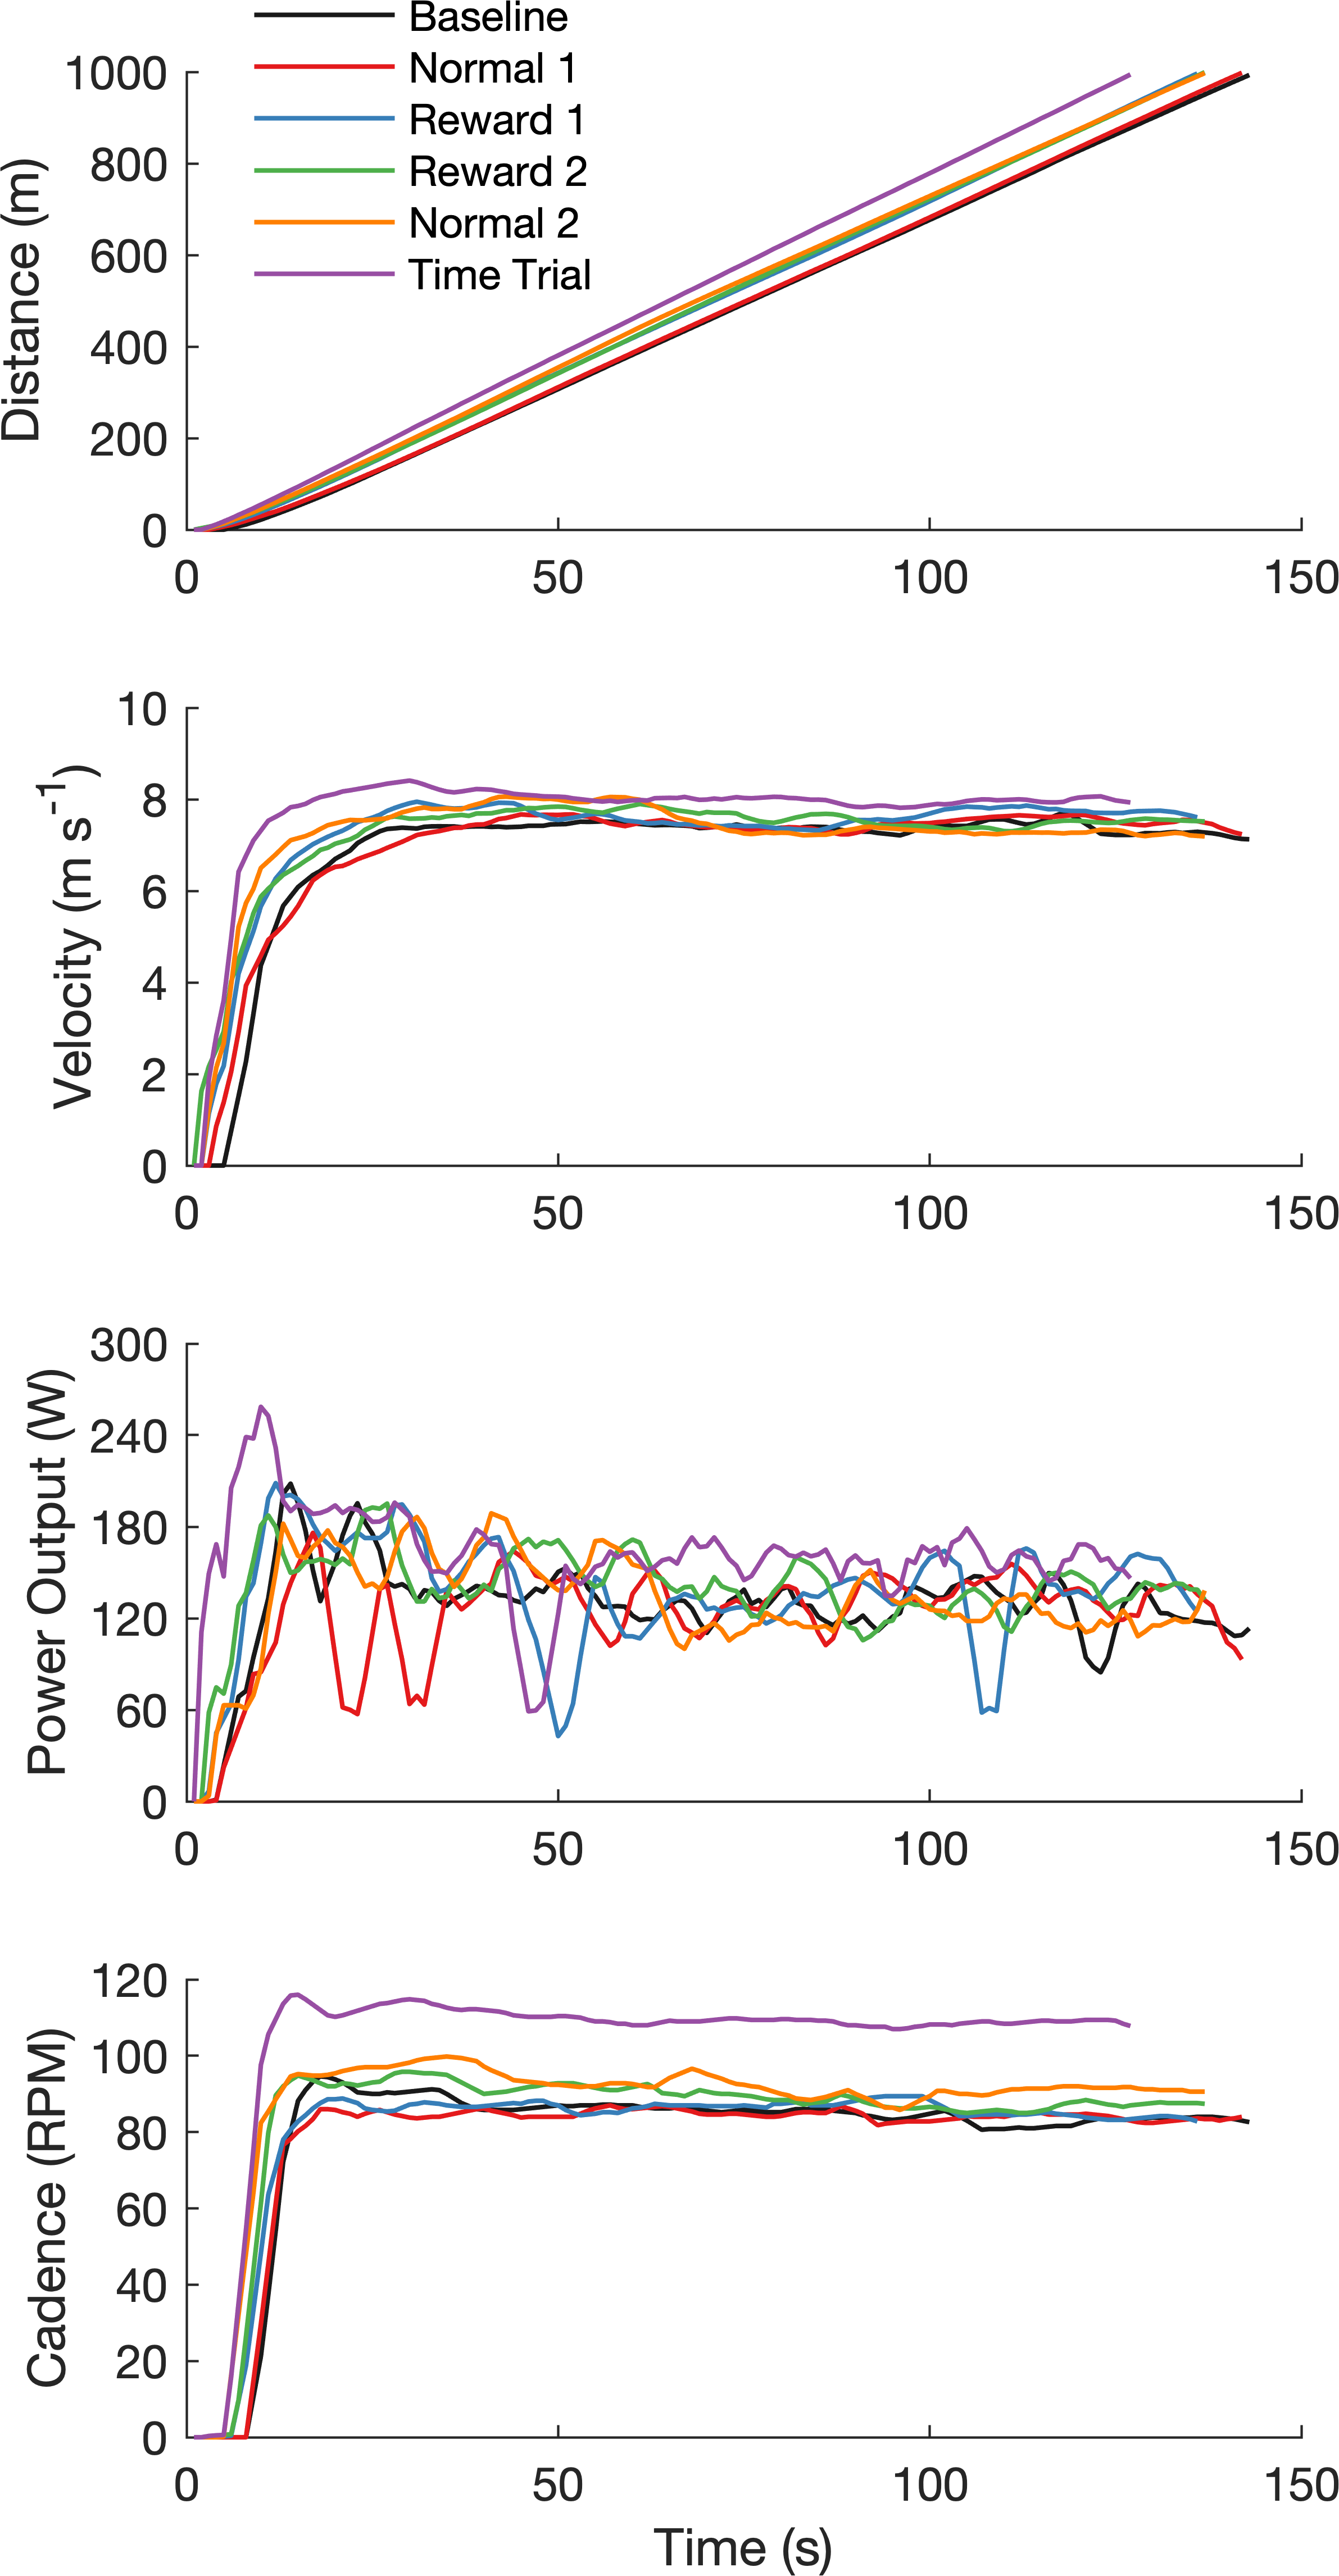 Baseline
Normal 1
Reward 1
Reward 2
Normal 2
Time Trial
Distance (m)
1000
800
600
400
200
0
0 50 100 150
Velocity (m s⁻¹)
10
8
6
4
2
0
0 50 100 150
Power Output (W)
300
240
180
120
60
0
0 50 100 150
Cadence (RPM)
120
100
80
60
40
20
0
0 50 100 150
Time (s)